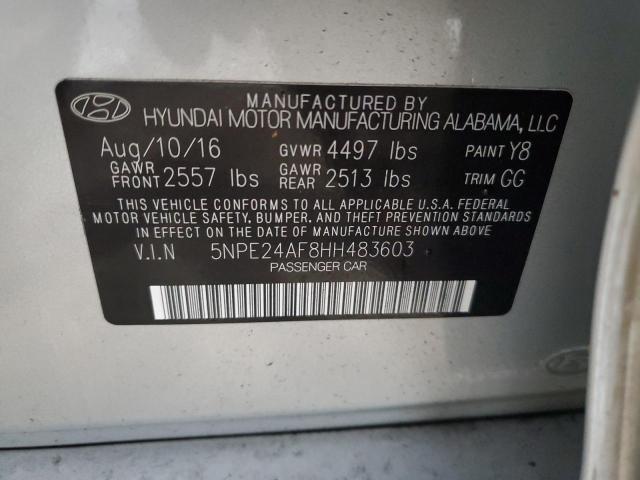 MANUFACTURED BY
HYUNDAI MOTOR MANUFACTURING ALABAMA, LLC
Aug/10/16 GVWR 4497 lbs PAINT Y8
GAWR FRONT 2557 lbs GAWR REAR 2513 lbs TRIM GG
THIS VEHICLE CONFORMS TO ALL APPLICABLE U.S.A. FEDERAL
MOTOR VEHICLE SAFETY, BUMPER, AND THEFT PREVENTION
STANDARDS IN EFFECT ON THE DATE OF MANUFACTURE SHOWN ABOVE
V.I.N 5NPE24AF8HH483603
PASSENGER CAR